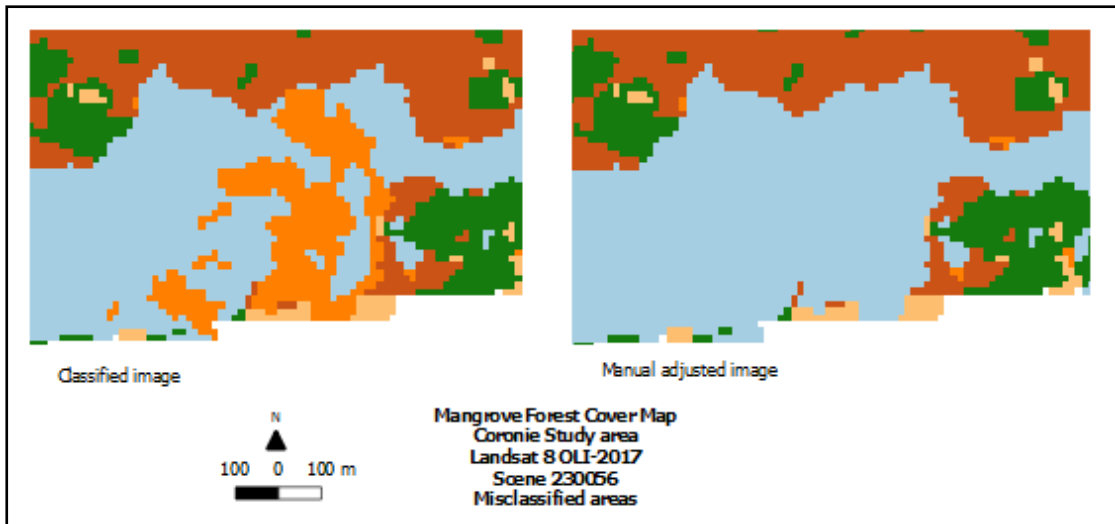 Classified image
Manual adjusted image
N
100 0 100 m
Mangrove Forest Cover Map
Coronie Study area
Landsat 8 OLI-2017
Scene 230056
Misclassified areas